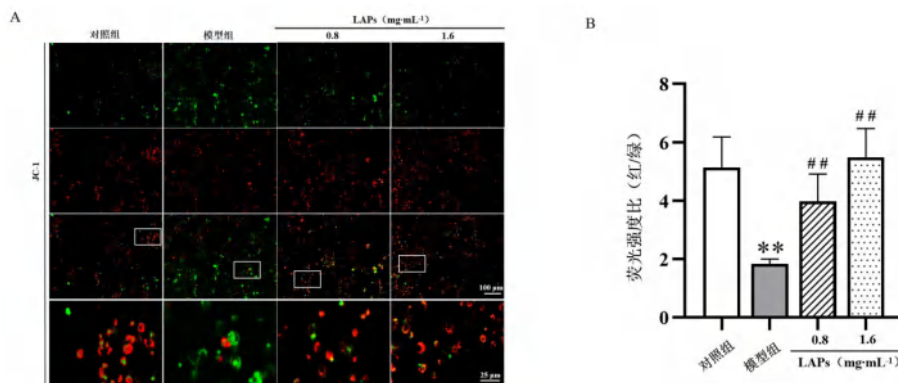 A
LAPs（mg·mL-1）
对照组 模型组 0.8 1.6
JC-1
100 μm
25 μm
B
荧光强度比（红/绿）
8
6
4
2
0
**
##
##
对照组
模型组
0.8 1.6
LAPs（mg·mL-1）